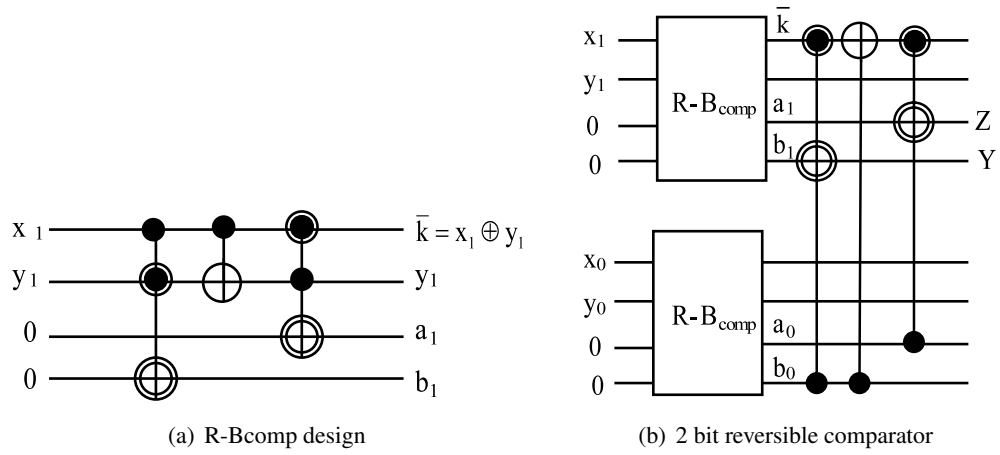 x₁
y₁
0
0
k̄ = x₁ ⊕ y₁
y₁
a₁
b₁
(a) R-Bcomp design
x₁
y₁
0
0
R-Bcomp
k̄
a₁
b₁
Z
Y
x₀
y₀
0
0
R-Bcomp
a₀
b₀
(b) 2 bit reversible comparator